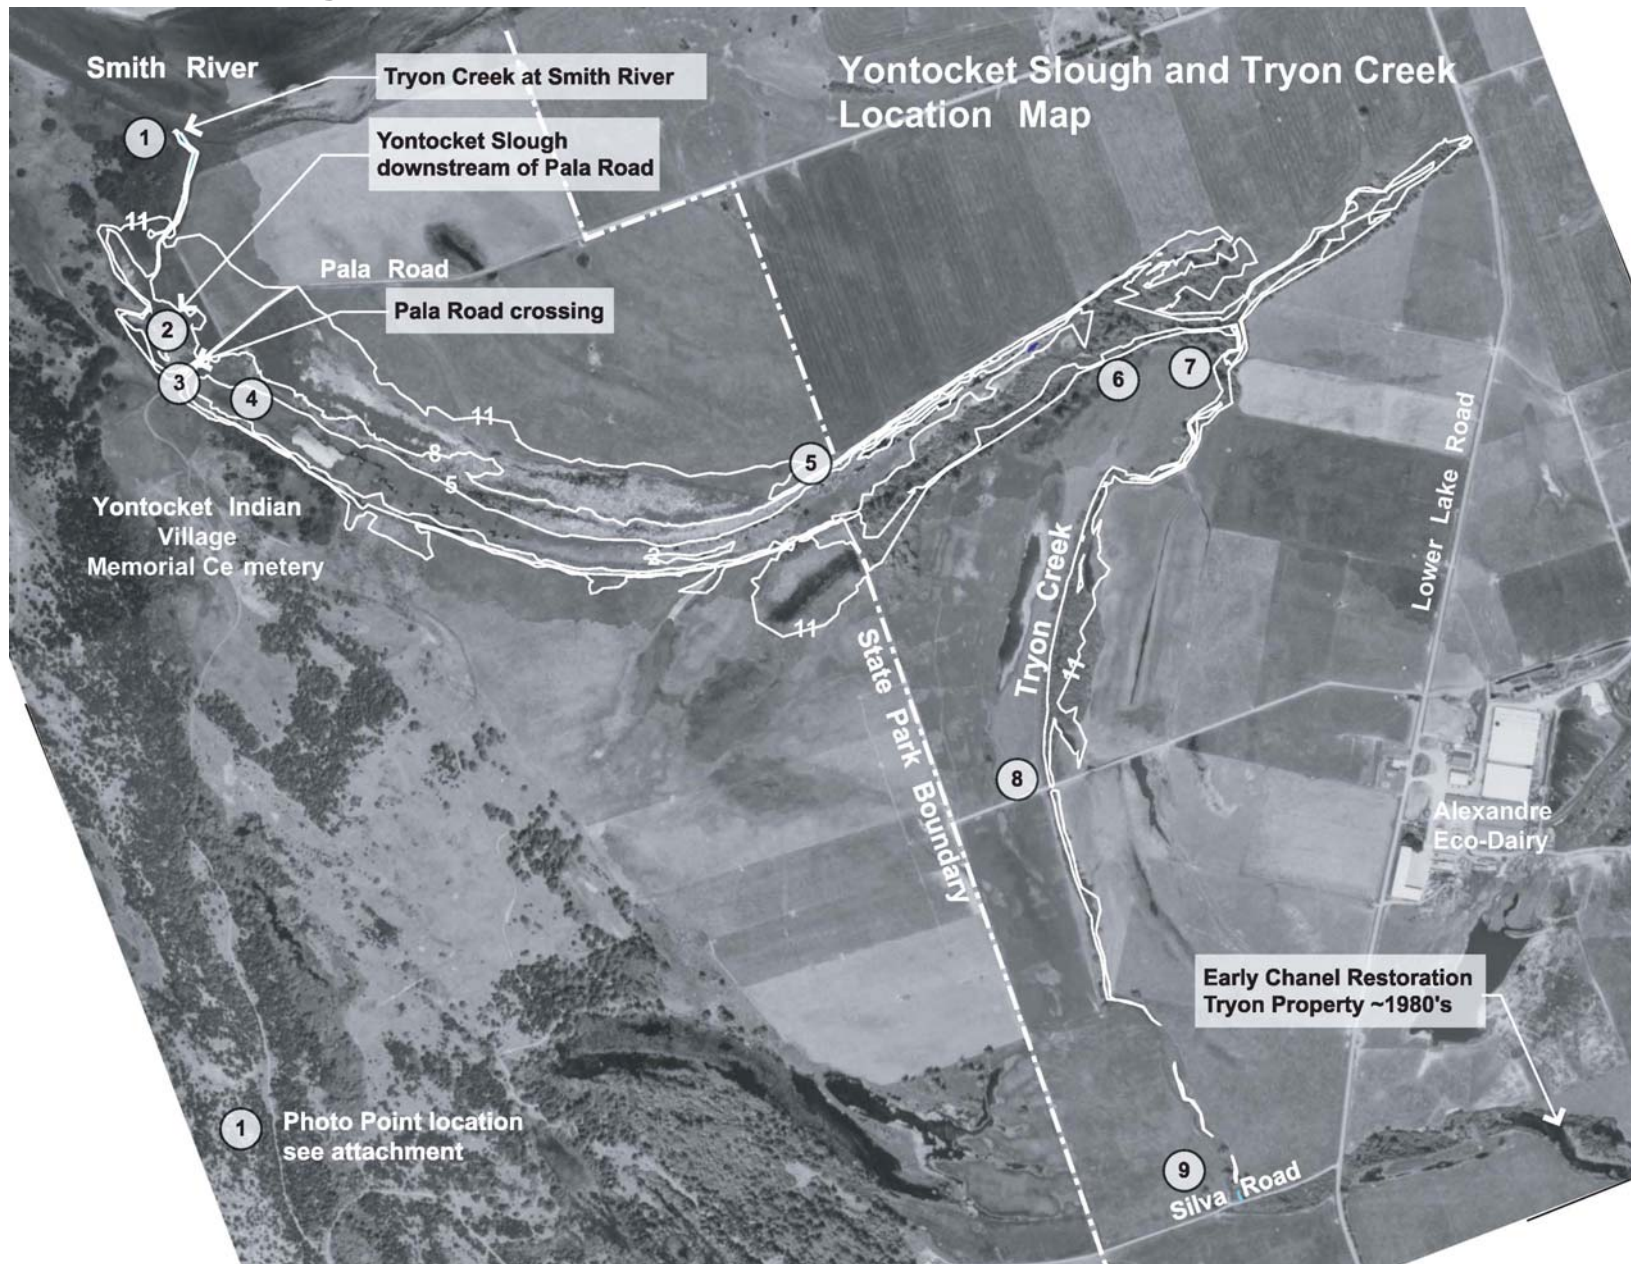 Smith River
Tryon Creek at Smith River
Yontocket Slough and Tryon Creek
Location Map
1
Yontocket Slough
downstream of Pala Road
11
Pala Road
Pala Road crossing
2
3
4
5
6
7
11
8
5
2
11
Yontocket Indian
Village
Memorial Ce metery
Tryon Creek
11
Lower Lake Road
State Park Boundary
8
Alexandre
Eco-Dairy
Early Chanel Restoration
Tryon Property ~1980's
1
Photo Point location
see attachment
9
Silva Road